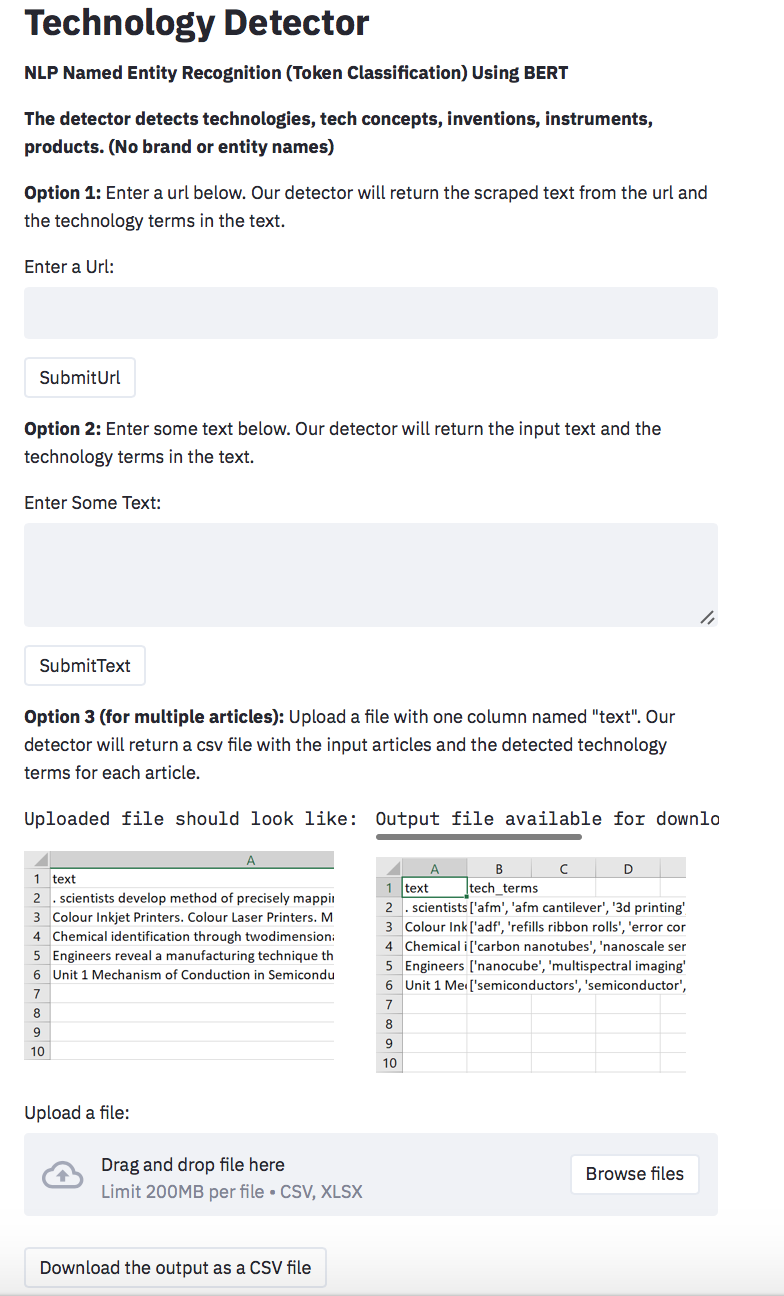 Technology Detector
NLP Named Entity Recognition (Token Classification) Using BERT
The detector detects technologies, tech concepts, inventions, instruments,
products. (No brand or entity names)
Option 1: Enter a url below. Our detector will return the scraped text from the url and
the technology terms in the text.
Enter a Url:
SubmitUrl
Option 2: Enter some text below. Our detector will return the input text and the
technology terms in the text.
Enter Some Text:
SubmitText
Option 3 (for multiple articles): Upload a file with one column named "text". Our
detector will return a csv file with the input articles and the detected technology
terms for each article.
Uploaded file should look like:
A
1 text
2 . scientists develop method of precisely mappin
3 Colour Inkjet Printers. Colour Laser Printers. M
4 Chemical identification through twodimensiona
5 Engineers reveal a manufacturing technique th
6 Unit 1 Mechanism of Conduction in Semicondu
7
8
9
10
Output file available for downlo
A B C D
1 text tech_terms
2 . scientists ['afm', 'afm cantilever', '3d printing'
3 Colour Ink ['adf', 'refills ribbon rolls', 'error cor
4 Chemical i ['carbon nanotubes', 'nanoscale ser
5 Engineers ['nanocube', 'multispectral imaging'
6 Unit 1 Me ['semiconductors', 'semiconductor',
7
8
9
10
Upload a file:
Drag and drop file here
Limit 200MB per file • CSV, XLSX
Browse files
Download the output as a CSV file